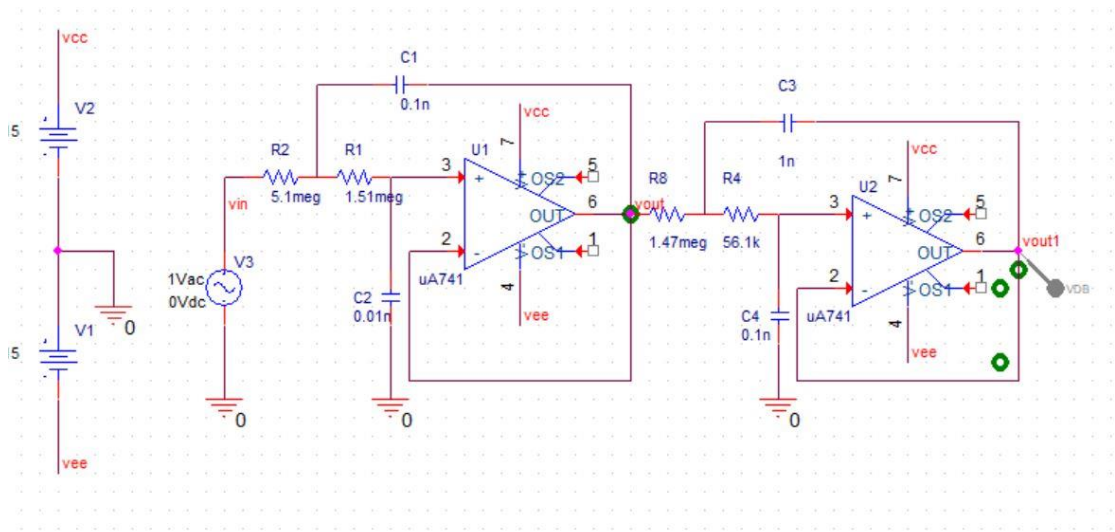 vcc
V2
5
0
V1
5
vee
vin
V3
1Vac
0Vdc
0
R2
5.1meg
R1
1.51meg
C1
0.1n
C2
0.01n
0
U1
uA741
3
+
2
-
vcc
7
V+
OS2
5
OUT
6
OS1
1
V-
4
vee
vout
R8
1.47meg
R4
56.1k
C3
1n
C4
0.1n
0
U2
uA741
3
+
2
-
vcc
7
V+
OS2
5
OUT
6
OS1
1
V-
4
vee
vout1
VDB